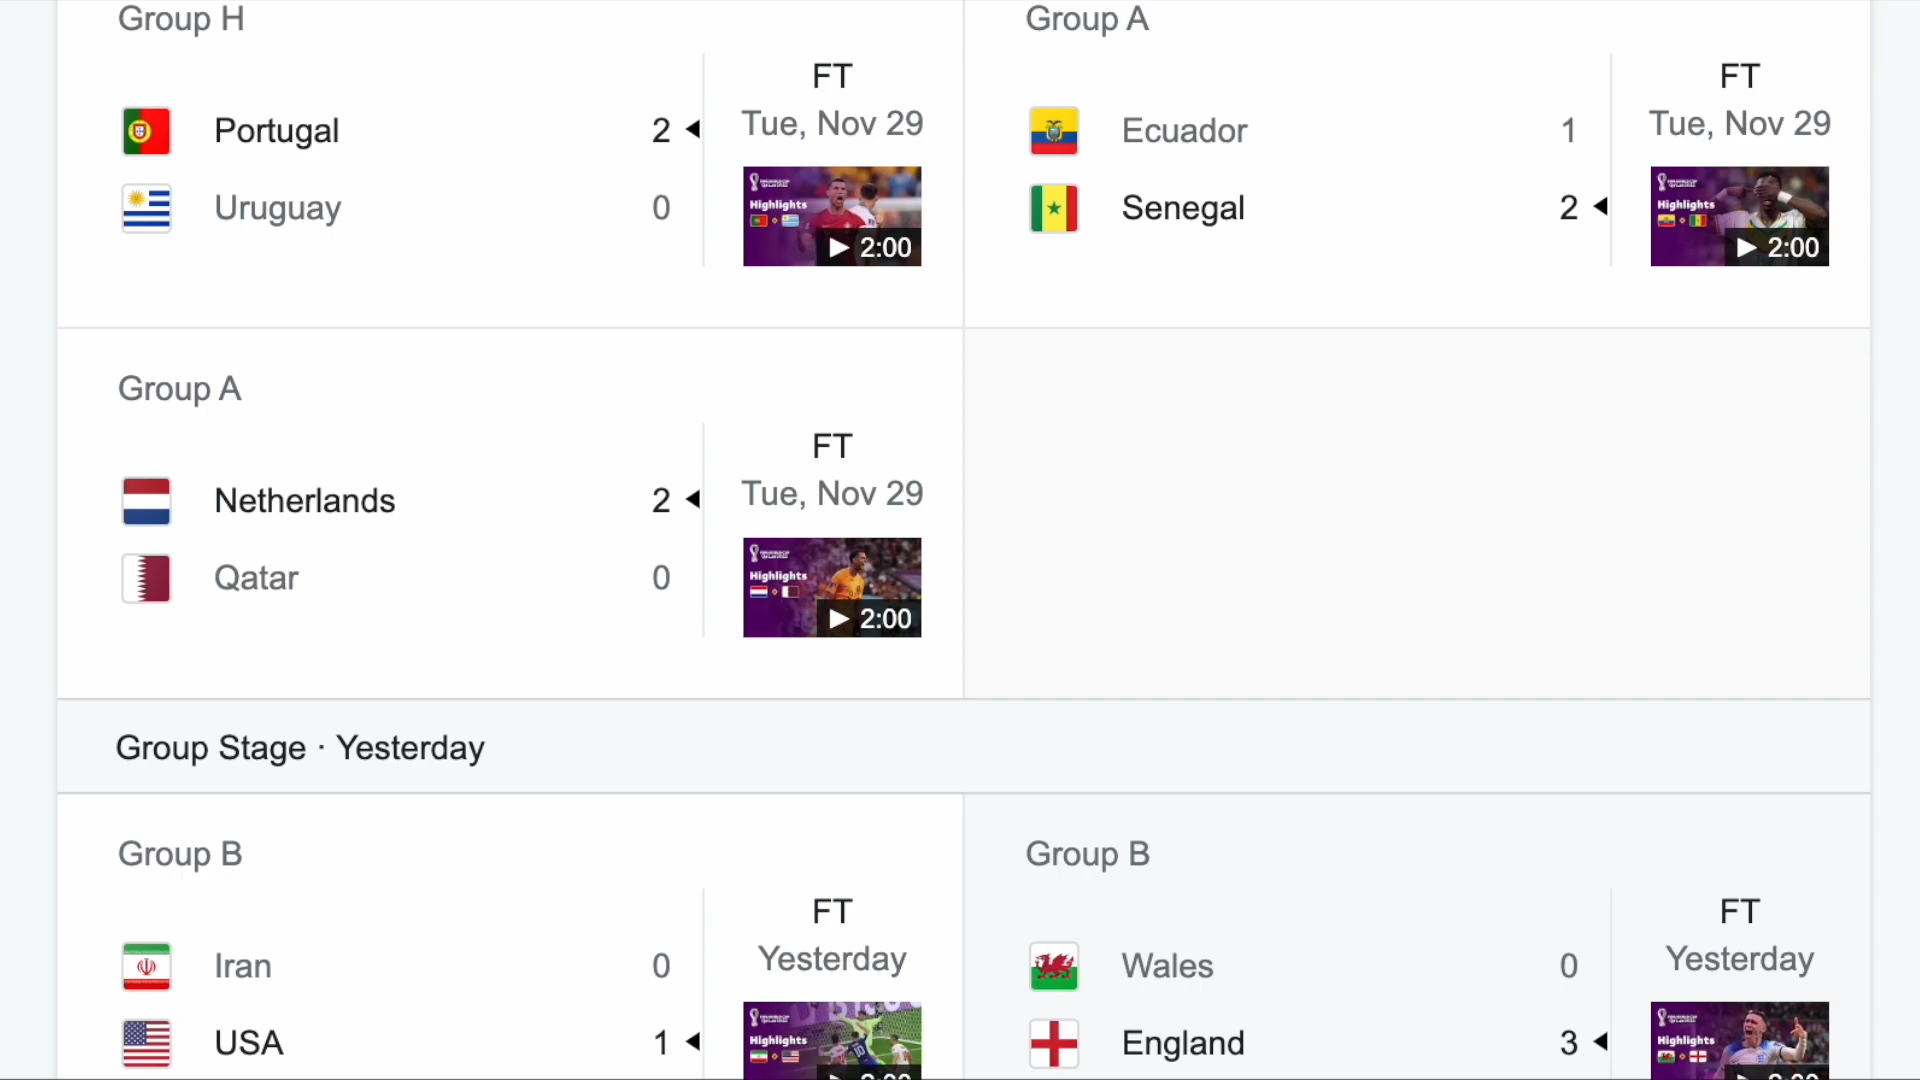 Group H
FT
Tue, Nov 29
Portugal 2
Uruguay 0
Highlights
2:00
Group A
FT
Tue, Nov 29
Ecuador 1
Senegal 2
Highlights
2:00
Group A
FT
Tue, Nov 29
Netherlands 2
Qatar 0
Highlights
2:00
Group Stage · Yesterday
Group B
FT
Yesterday
Iran 0
USA 1
Highlights
Group B
FT
Yesterday
Wales 0
England 3
Highlights